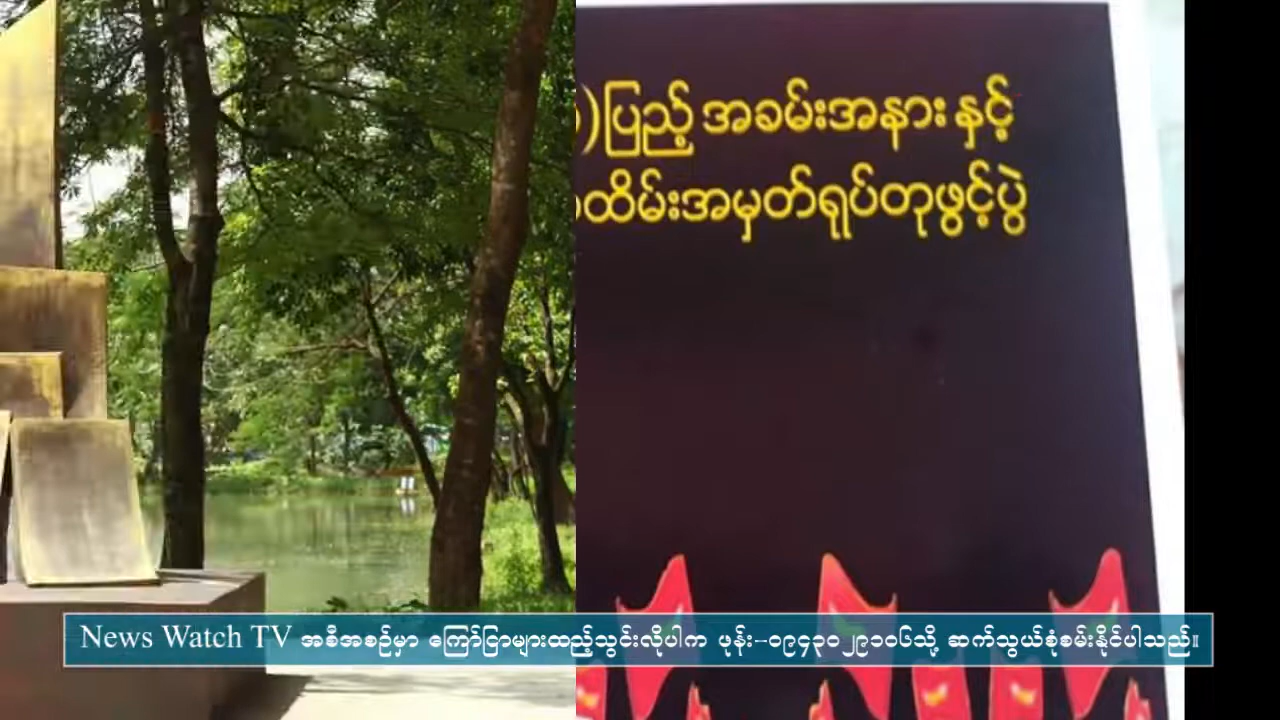 )ပြည့် အခမ်းအနား နှင့်
ထိမ်းအမှတ်ရုပ်တုဖွင့်ပွဲ
News Watch TV အစီအစဉ်မှာ ကြော်ငြာများထည့်သွင်းလိုပါက ဖုန်း--၀၉၄၃၀၂၉၁၀၆သို့ ဆက်သွယ်စုံစမ်းနိုင်ပါသည်။